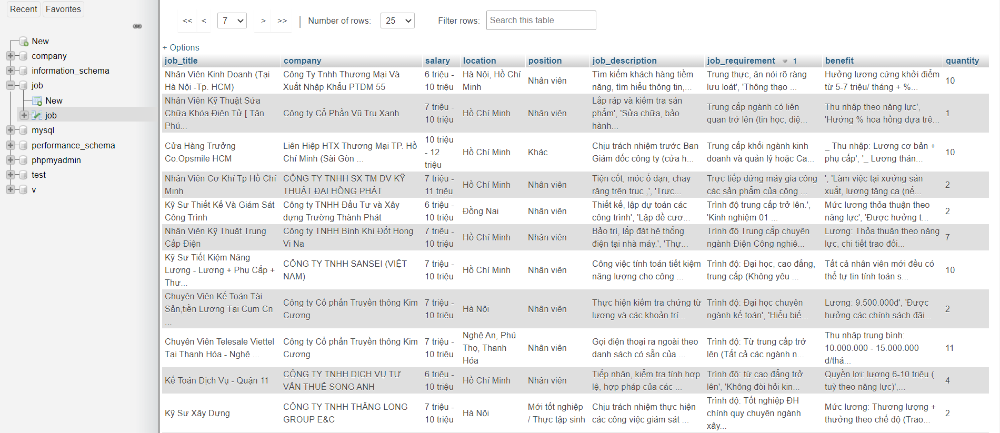 Recent Favorites
New
company
information_schema
job
New
job
mysql
performance_schema
phpmyadmin
test
v
<< < 7 > >> | Number of rows: 25 Filter rows: Search this table
+ Options
job_title company salary location position job_description job_requirement 1 benefit quantity
Nhân Viên Kinh Doanh (Tại
Hà Nội -Tp. HCM)
Công Ty Tnhh Thương Mại Và
Xuất Nhập Khẩu PTDM 55
6 triệu -
10 triệu
Hà Nội, Hồ Chí
Minh
Nhân viên
Tìm kiếm khách hàng tiềm
năng, tìm hiểu thông tin,...
Trung thực, ăn nói rõ ràng
lưu loát', 'Thông thạo ...
Hưởng lương cứng khởi điểm
từ 5-7 triệu/ tháng + %...
10
Nhân Viên Kỹ Thuật Sửa
Chữa Khóa Điện Tử [ Tân
Phú...
Công ty Cổ Phần Vũ Trụ Xanh
7 triệu -
10 triệu
Hồ Chí Minh
Nhân viên
Lắp ráp và kiểm tra sản
phẩm', 'Sửa chữa, bảo
hành...
Trung cấp ngành có liên
quan trở lên (tin học, điệ...
Thu nhập theo năng lực',
'Hưởng % hoa hồng dựa trê...
1
Cửa Hàng Trưởng
Co.Opsmile HCM
Liên Hiệp HTX Thương Mại TP. Hồ
Chí Minh (Sài Gòn ...
10 triệu
- 12
triệu
Hồ Chí Minh
Khác
Chịu trách nhiệm trước Ban
Giám đốc công ty (cửa h...
Trung cấp khối ngành kinh
doanh và quản lý hoặc Ca...
_ Thu nhập: Lương cơ bản +
phụ cấp', '_ Lương thán...
10
Nhân Viên Cơ Khí Tp Hồ Chí
Minh
CÔNG TY TNHH SX TM DV KỸ
THUẬT ĐẠI HỒNG PHÁT
7 triệu -
11 triệu
Hồ Chí Minh
Nhân viên
Tiện cốt, móc ổ đạn, chay
răng trên trục ,', 'Trực...
Trực tiếp đứng máy gia công
các sản phẩm của công ...
', 'Làm việc tại xưởng sản
xuất, lương tăng ca (nế...
2
Kỹ Sư Thiết Kế Và Giám Sát
Công Trình
Công ty TNHH Đầu Tư và Xây
dựng Trường Thành Phát
6 triệu -
10 triệu
Đồng Nai
Nhân viên
Thiết kế, lập dự toán các
công trình', 'Lập đề cươ...
Trình độ trung cấp trở lên.',
'Kinh nghiệm 01 ...
Mức lương thỏa thuận theo
năng lực', 'Được hưởng t...
2
Nhân Viên Kỹ Thuật Trung
Cấp Điện
Công ty TNHH Bình Khí Đốt Hong
Vi Na
7 triệu -
10 triệu
Hồ Chí Minh
Nhân viên
Bảo trì, lắp đặt hệ thống
điện tại nhà máy.', 'Thự...
Trình độ Trung cấp chuyên
ngành Điện Công nghiê...
Lương: Thỏa thuận theo năng
lực, chi tiết trao đổi...
7
Kỹ Sư Tiết Kiệm Năng
Lượng - Lương + Phụ Cấp +
Thư...
CÔNG TY TNHH SANSEI (VIỆT
NAM)
7 triệu -
10 triệu
Hồ Chí Minh
Nhân viên
Công việc tính toán tiết kiệm
năng lượng cho công ...
Trình độ: Đại học, cao đẳng,
trung cấp (Không yêu ...
Tất cả nhân viên mới đều có
thể tự tin tính toán s...
10
Chuyên Viên Kế Toán Tài
Sản,tiền Lương Tại Cụm Cn
...
Công ty Cổ phần Truyền thông Kim
Cương
7 triệu -
10 triệu
Hà Nội
Nhân viên
Thực hiện kiểm tra chứng từ
lương và các khoản trí...
Trình độ: Đại học chuyên
ngành kế toán', 'Hiểu biế...
Lương: 9.500.000đ', 'Được
hưởng các chính sách đãi...
2
Chuyên Viên Telesale Viettel
Tại Thanh Hóa - Nghệ ...
Công ty Cổ phần Truyền thông Kim
Cương
7 triệu -
10 triệu
Nghệ An, Phú
Thọ, Thanh
Hóa
Nhân viên
Gọi điện thoại ra ngoài theo
danh sách có sẵn của ...
Trình độ: Từ trung cấp trở
lên (Tất cả các ngành n...
Thu nhập trung bình:
10.000.000 - 15.000.000
đ/thá...
11
Kế Toán Dịch Vụ - Quận 11
CÔNG TY TNHH DỊCH VỤ TƯ
VẤN THUẾ SONG ANH
6 triệu -
10 triệu
Hồ Chí Minh
Nhân viên
Tiếp nhận, kiểm tra tính hợp
lệ, hợp pháp của các ...
Trình độ: từ cao đẳng trở
lên', 'Không đòi hỏi kin...
Quyền lợi: lương 6-10 triệu (
tuỳ theo năng lực)',...
4
Kỹ Sư Xây Dựng
CÔNG TY TNHH THĂNG LONG
GROUP E&C
7 triệu -
10 triệu
Hà Nội
Mới tốt nghiệp
/ Thực tập sinh
Chịu trách nhiệm thực hiện
các công việc giám sát ...
Trình độ: Tốt nghiệp ĐH
chính quy chuyên ngành
xây...
Mức lương: Thương lượng +
thưởng theo chế độ (Trao...
2